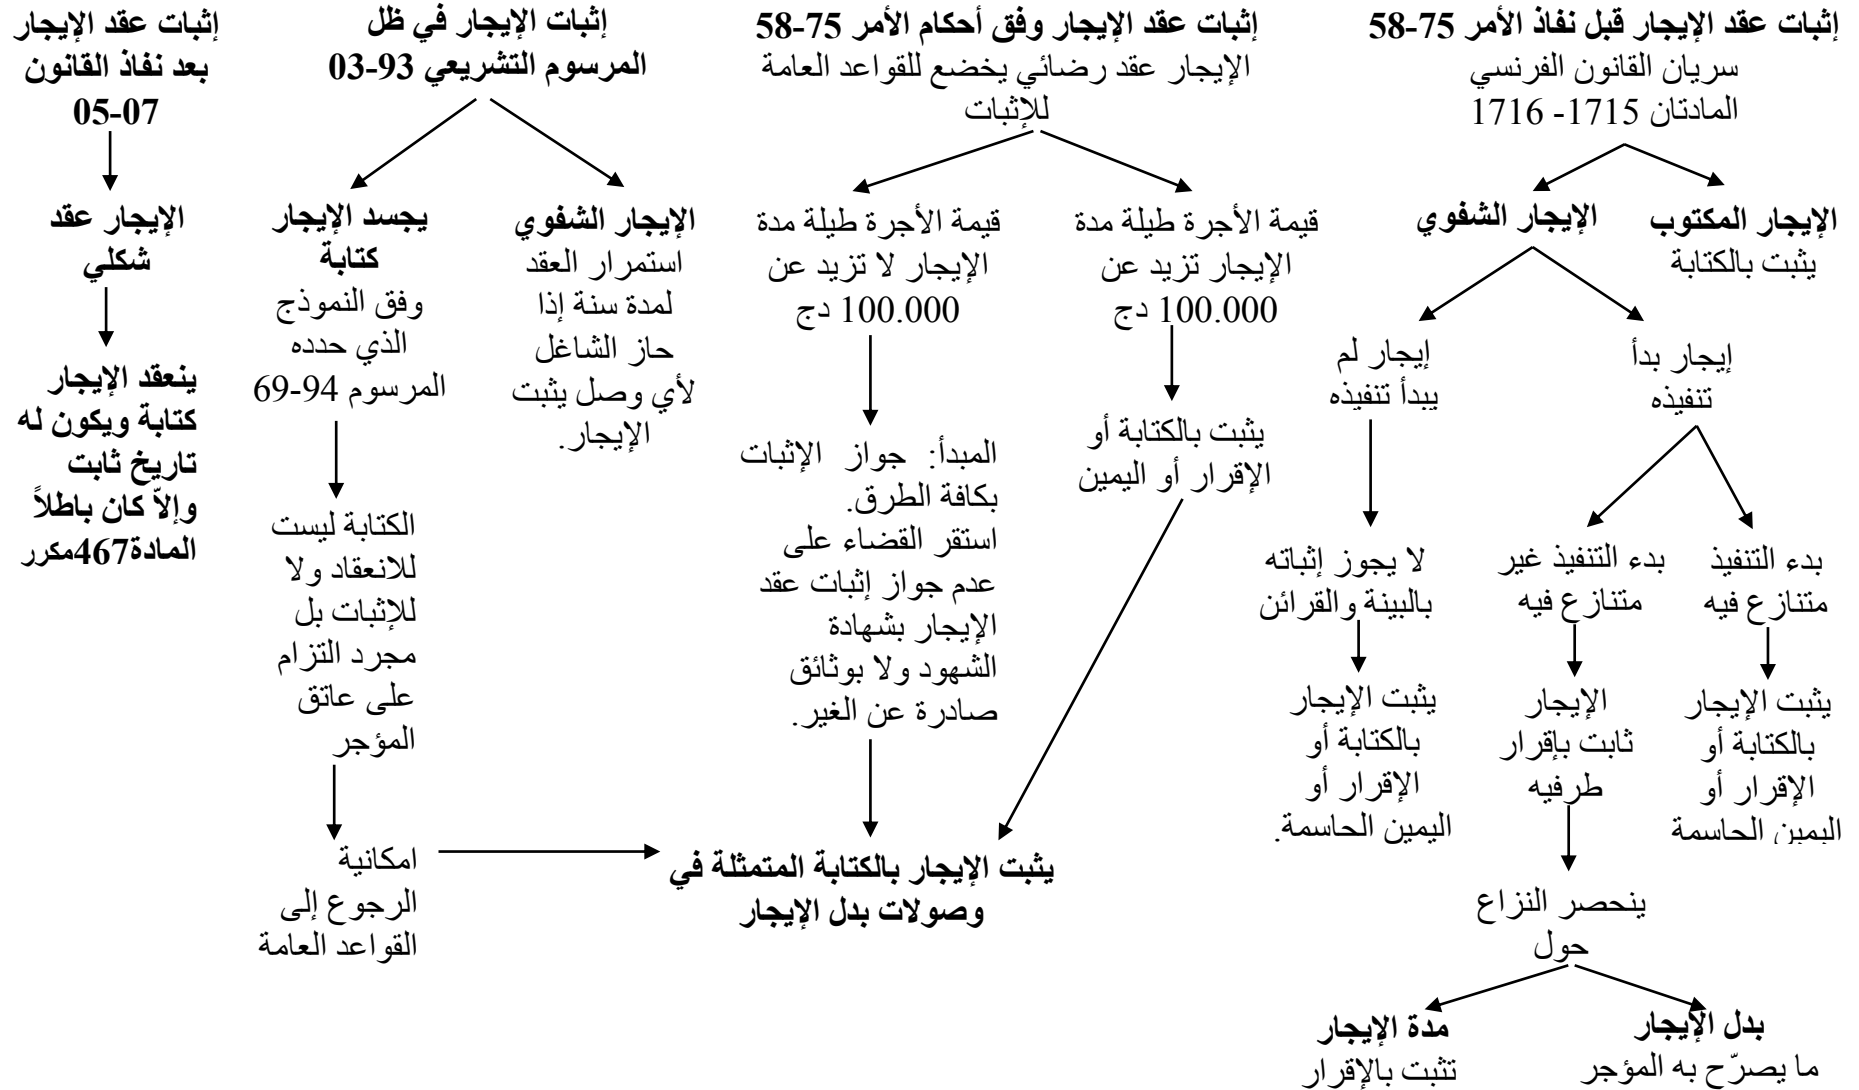 إثبات عقد الإيجار قبل نفاذ الأمر 75-58
سريان القانون الفرنسي
المادتان 1715- 1716
الإيجار المكتوب
يثبت بالكتابة
الإيجار الشفوي
إيجار بدأ
تنفيذه
إيجار لم
يبدأ تنفيذه
بدء التنفيذ
متنازع فيه
بدء التنفيذ غير
متنازع فيه
لا يجوز إثباته
بالبينة والقرائن
يثبت الإيجار
بالكتابة أو
الإقرار أو
اليمين الحاسمة
الإيجار
ثابت بإقرار
طرفيه
يثبت الإيجار
بالكتابة أو
الإقرار أو
اليمين الحاسمة.
ينحصر النزاع
حول
بدل الإيجار
ما يصرّح به المؤجر
مدة الإيجار
تثبت بالإقرار
إثبات عقد الإيجار وفق أحكام الأمر 75-58
الإيجار عقد رضائي يخضع للقواعد العامة
للإثبات
قيمة الأجرة طيلة مدة
الإيجار تزيد عن
100.000 دج
يثبت بالكتابة أو
الإقرار أو اليمين
قيمة الأجرة طيلة مدة
الإيجار لا تزيد عن
100.000 دج
المبدأ: جواز الإثبات
بكافة الطرق.
استقر القضاء على
عدم جواز إثبات عقد
الإيجار بشهادة
الشهود ولا بوثائق
صادرة عن الغير.
يثبت الإيجار بالكتابة المتمثلة في
وصولات بدل الإيجار
إثبات الإيجار في ظل
المرسوم التشريعي 93-03
الإيجار الشفوي
استمرار العقد
لمدة سنة إذا
حاز الشاغل
لأي وصل يثبت
الإيجار.
يجسد الإيجار
كتابة
وفق النموذج
الذي حدده
المرسوم 94-69
الكتابة ليست
للانعقاد ولا
للإثبات بل
مجرد التزام
على عاتق
المؤجر
امكانية
الرجوع إلى
القواعد العامة
إثبات عقد الإيجار
بعد نفاذ القانون
07-05
الإيجار عقد
شكلي
ينعقد الإيجار
كتابة ويكون له
تاريخ ثابت
وإلاّ كان باطلاً
المادة467مكرر